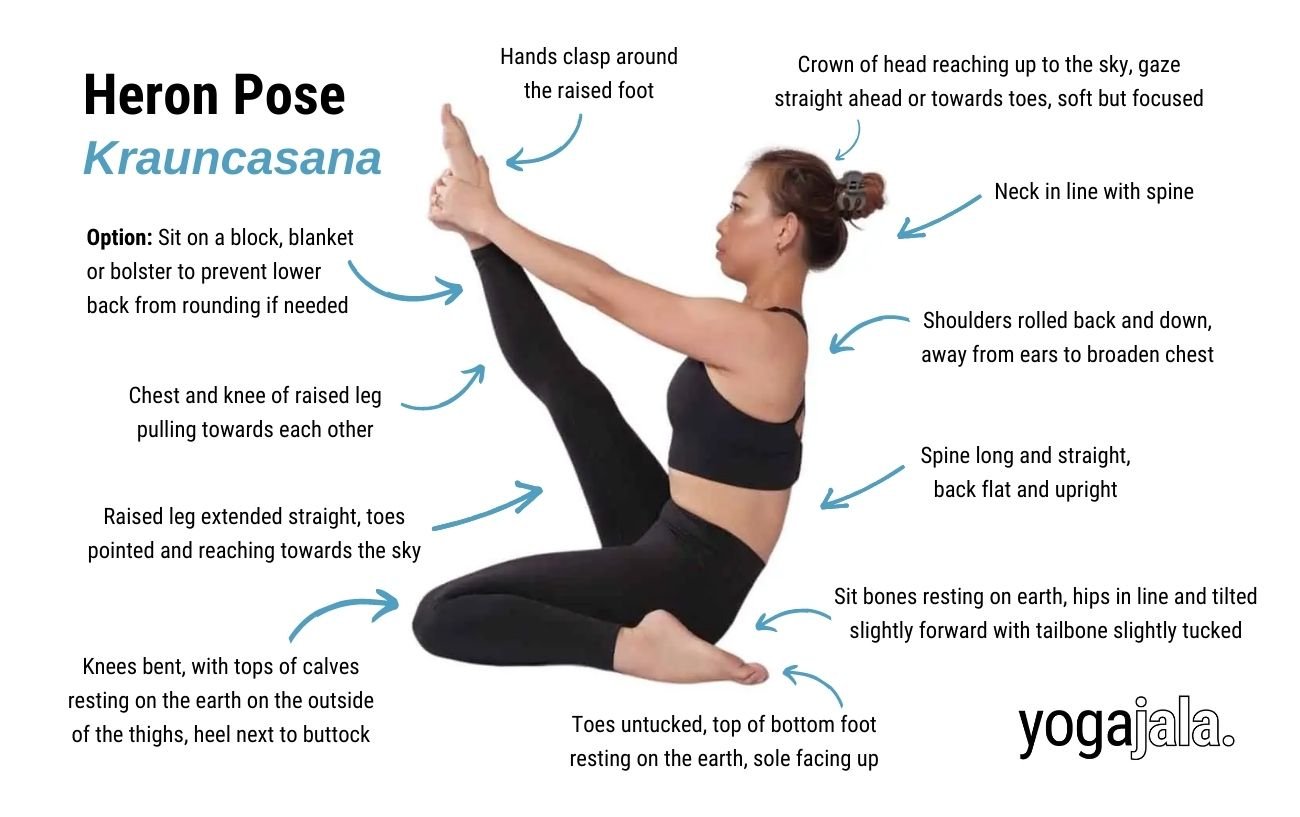 Heron Pose
Krauncasana
Hands clasp around
the raised foot
Crown of head reaching up to the sky, gaze
straight ahead or towards toes, soft but focused
Neck in line with spine
Option: Sit on a block, blanket
or bolster to prevent lower
back from rounding if needed
Shoulders rolled back and down,
away from ears to broaden chest
Chest and knee of raised leg
pulling towards each other
Spine long and straight,
back flat and upright
Raised leg extended straight, toes
pointed and reaching towards the sky
Sit bones resting on earth, hips in line and tilted
slightly forward with tailbone slightly tucked
Knees bent, with tops of calves
resting on the earth on the outside
of the thighs, heel next to buttock
Toes untucked, top of bottom foot
resting on the earth, sole facing up
yogajala.